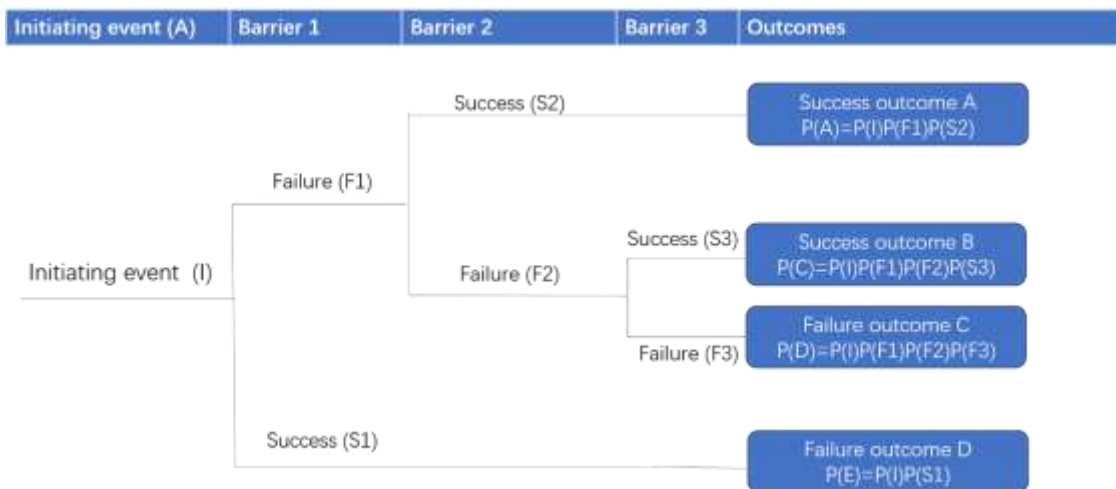 Initiating event (A) Barrier 1 Barrier 2 Barrier 3 Outcomes
Success (S2)
Success outcome A
P(A)=P(I)P(F1)P(S2)
Failure (F1)
Success (S3)
Success outcome B
P(C)=P(I)P(F1)P(F2)P(S3)
Initiating event (I)
Failure (F2)
Failure outcome C
P(D)=P(I)P(F1)P(F2)P(F3)
Failure (F3)
Success (S1)
Failure outcome D
P(E)=P(I)P(S1)